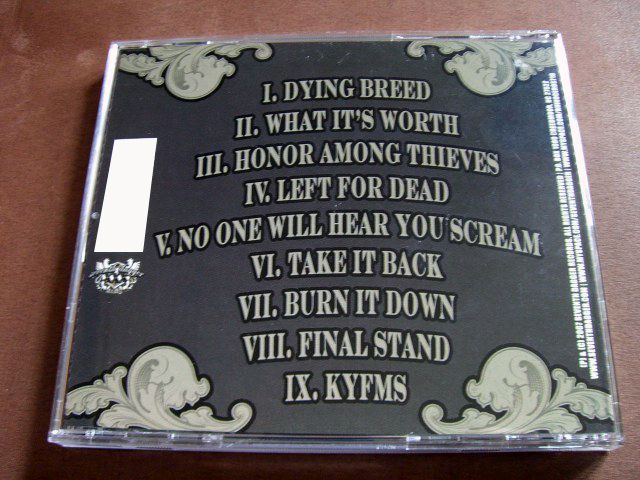 I. DYING BREED
II. WHAT IT'S WORTH
III. HONOR AMONG THIEVES
IV. LEFT FOR DEAD
V. NO ONE WILL HEAR YOU SCREAM
VI. TAKE IT BACK
VII. BURN IT DOWN
VIII. FINAL STAND
IX. KYFMS